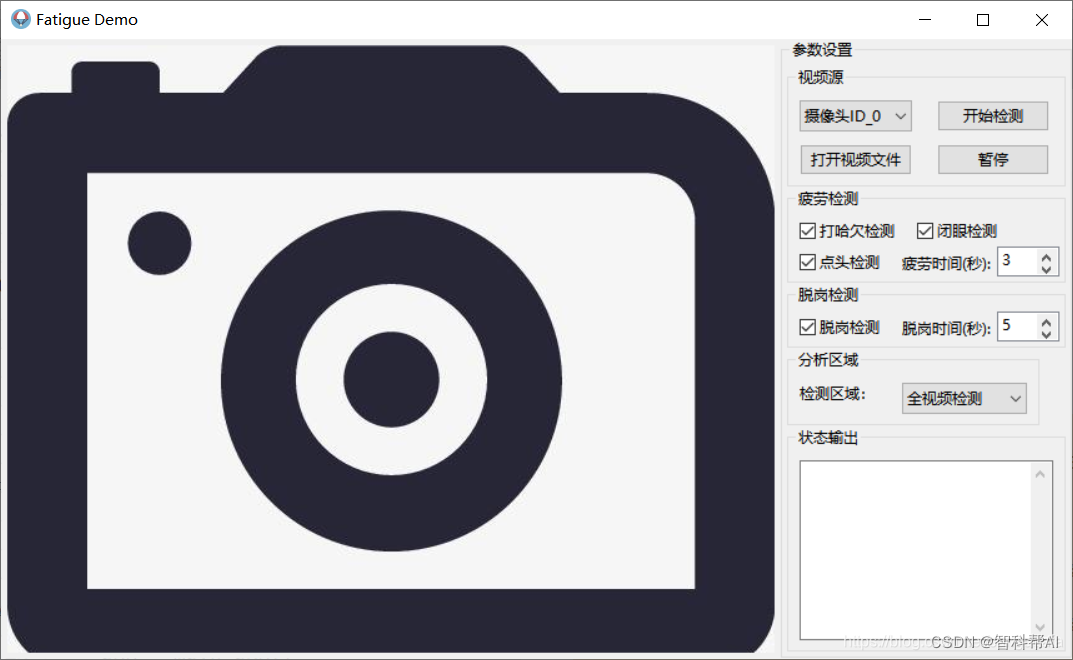 Fatigue Demo
参数设置
视频源
摄像头ID_0
开始检测
打开视频文件
暂停
疲劳检测
打哈欠检测
闭眼检测
点头检测
疲劳时间(秒):
3
脱岗检测
脱岗检测
脱岗时间(秒):
5
分析区域
检测区域:
全视频检测
状态输出
CSDN @智科帮AI